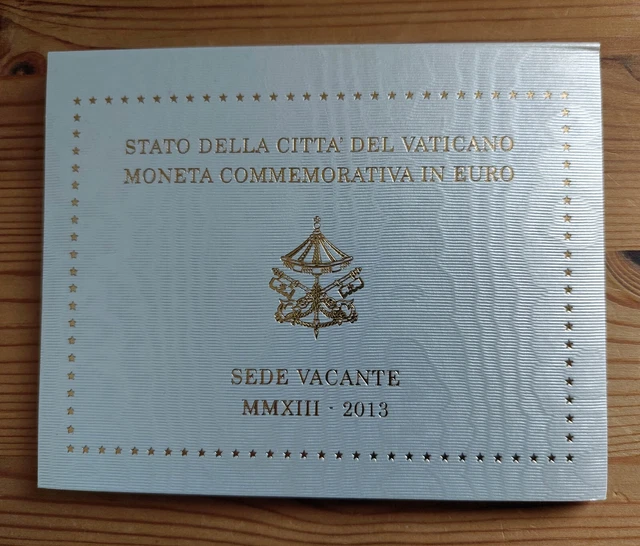 STATO DELLA CITTA' DEL VATICANO
MONETA COMMEMORATIVA IN EURO
SEDE VACANTE
MMXIII · 2013